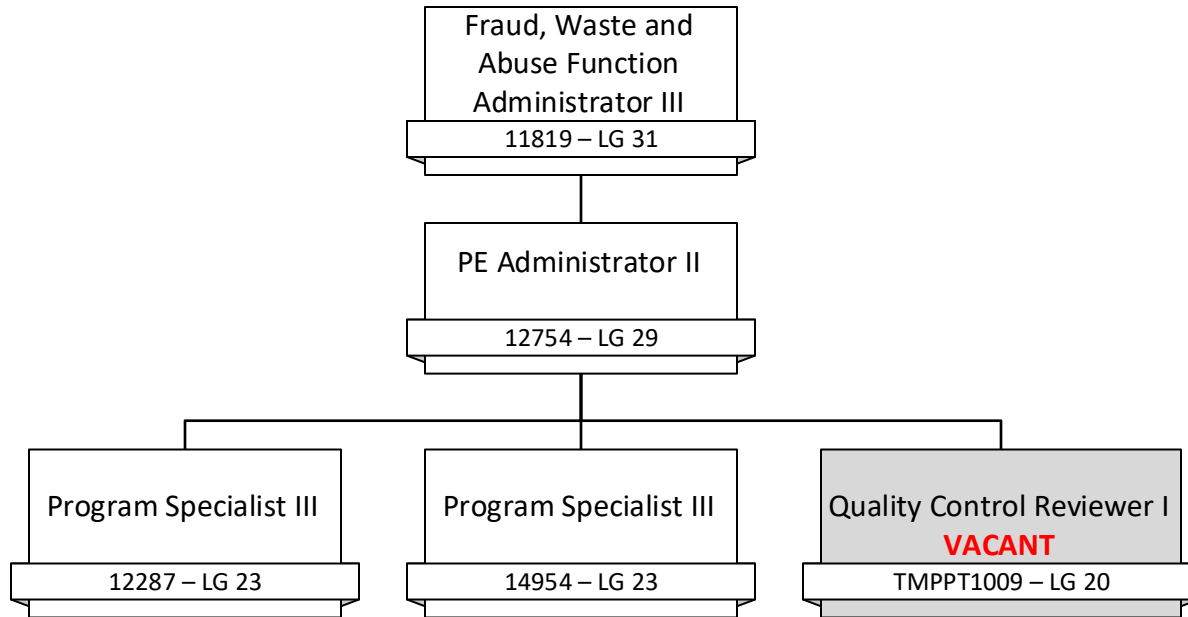 Fraud, Waste and
Abuse Function
Administrator III
11819 – LG 31
PE Administrator II
12754 – LG 29
Program Specialist III
12287 – LG 23
Program Specialist III
14954 – LG 23
Quality Control Reviewer I
VACANT
TMPPT1009 – LG 20